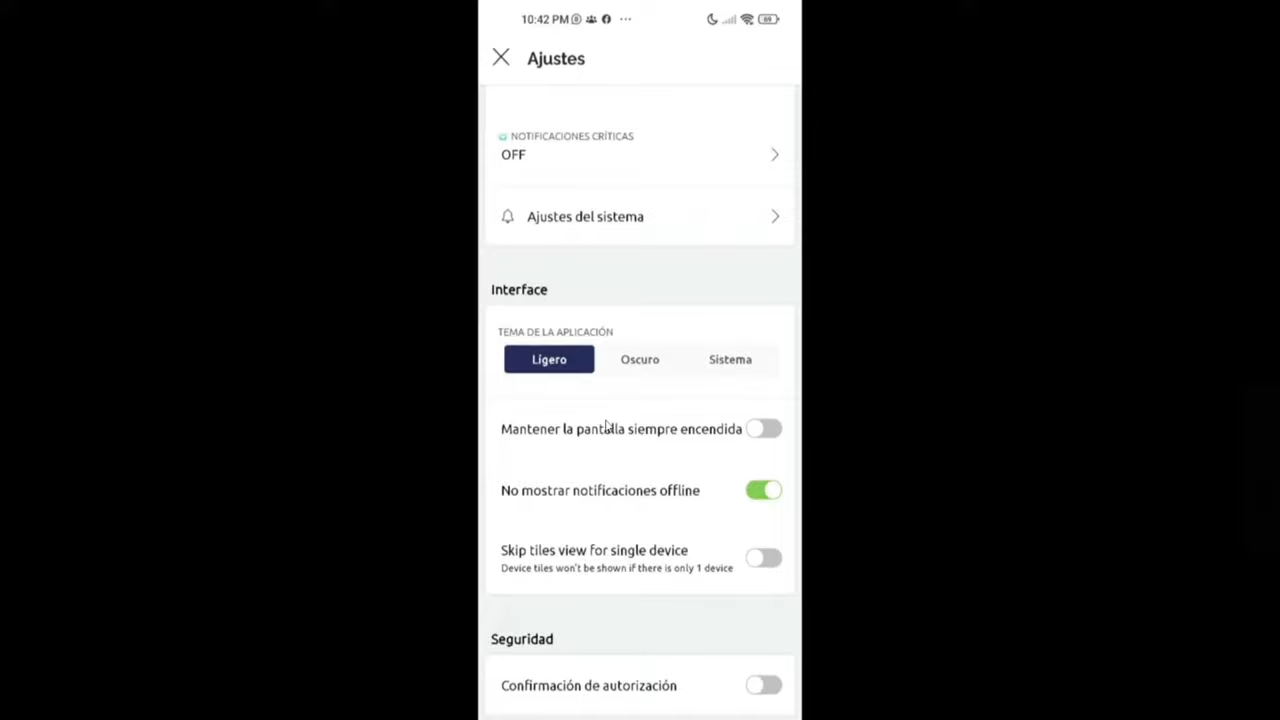 10:42 PM
69
Ajustes
NOTIFICACIONES CRÍTICAS
OFF
Ajustes del sistema
Interface
TEMA DE LA APLICACIÓN
Ligero Oscuro Sistema
Mantener la pantalla siempre encendida
No mostrar notificaciones offline
Skip tiles view for single device
Device tiles won't be shown if there is only 1 device
Seguridad
Confirmación de autorización